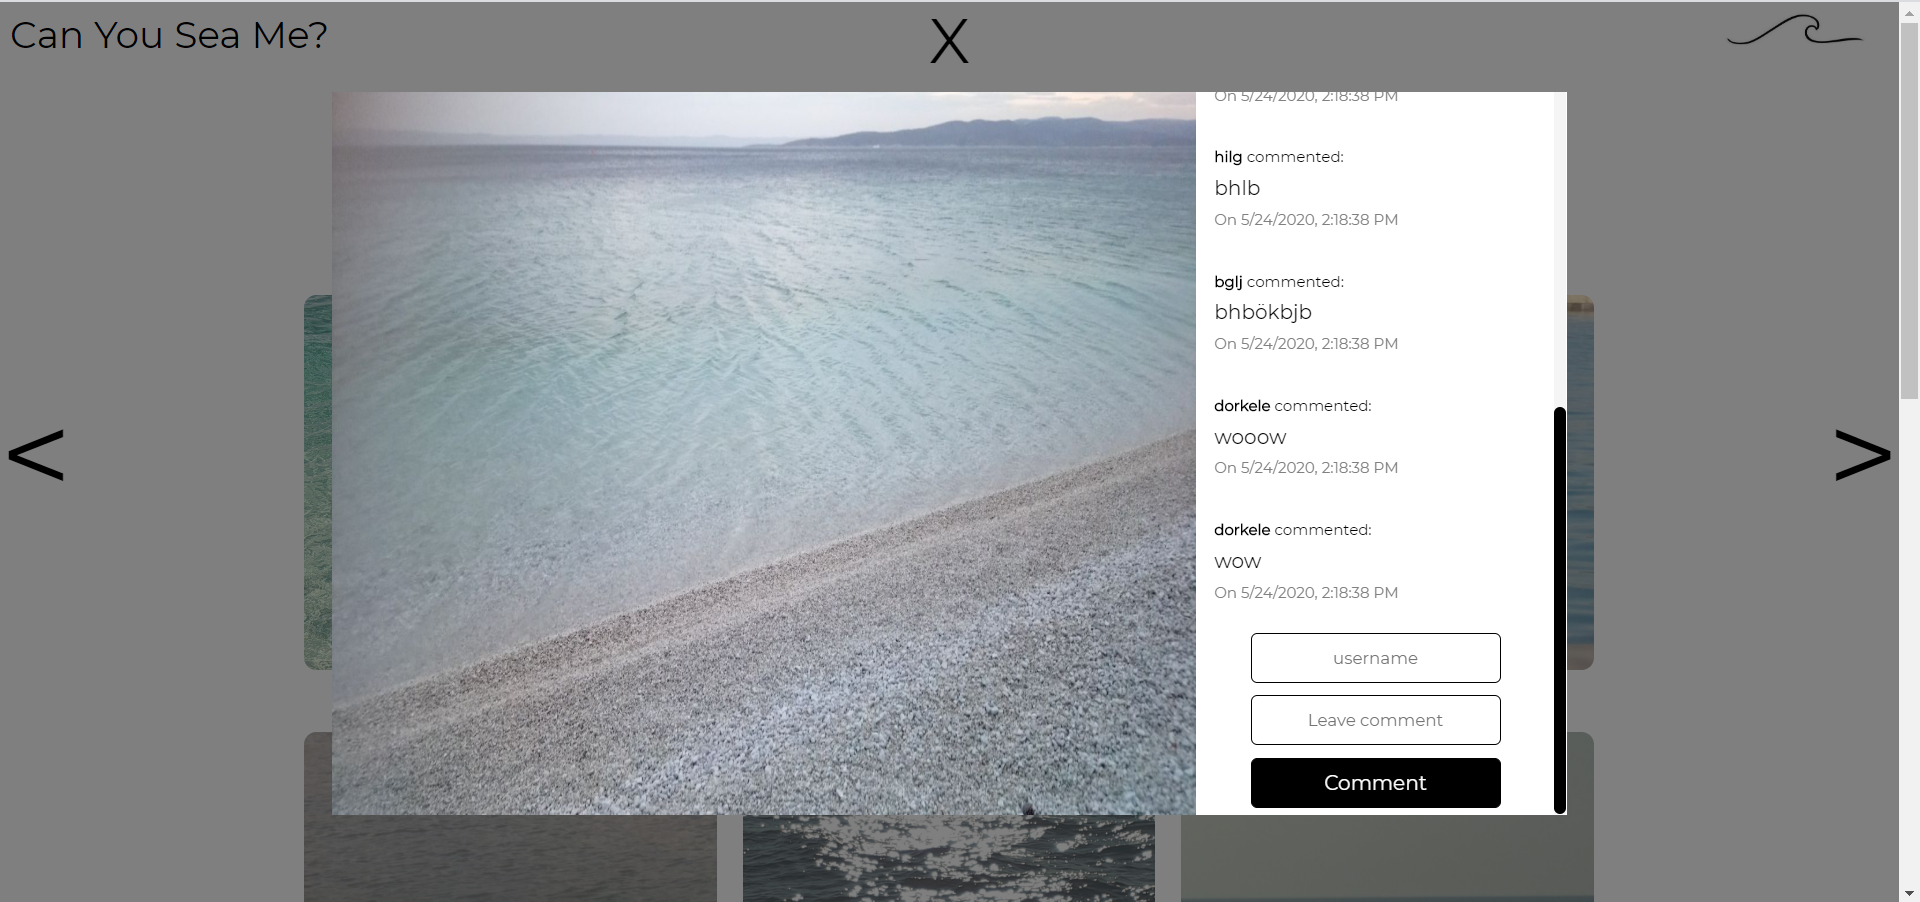 Can You Sea Me?
X
<
>
On 5/24/2020, 2:18:38 PM
hilg commented:
bhlb
On 5/24/2020, 2:18:38 PM
bglj commented:
bhbökbjb
On 5/24/2020, 2:18:38 PM
dorkele commented:
wooow
On 5/24/2020, 2:18:38 PM
dorkele commented:
wow
On 5/24/2020, 2:18:38 PM
username
Leave comment
Comment